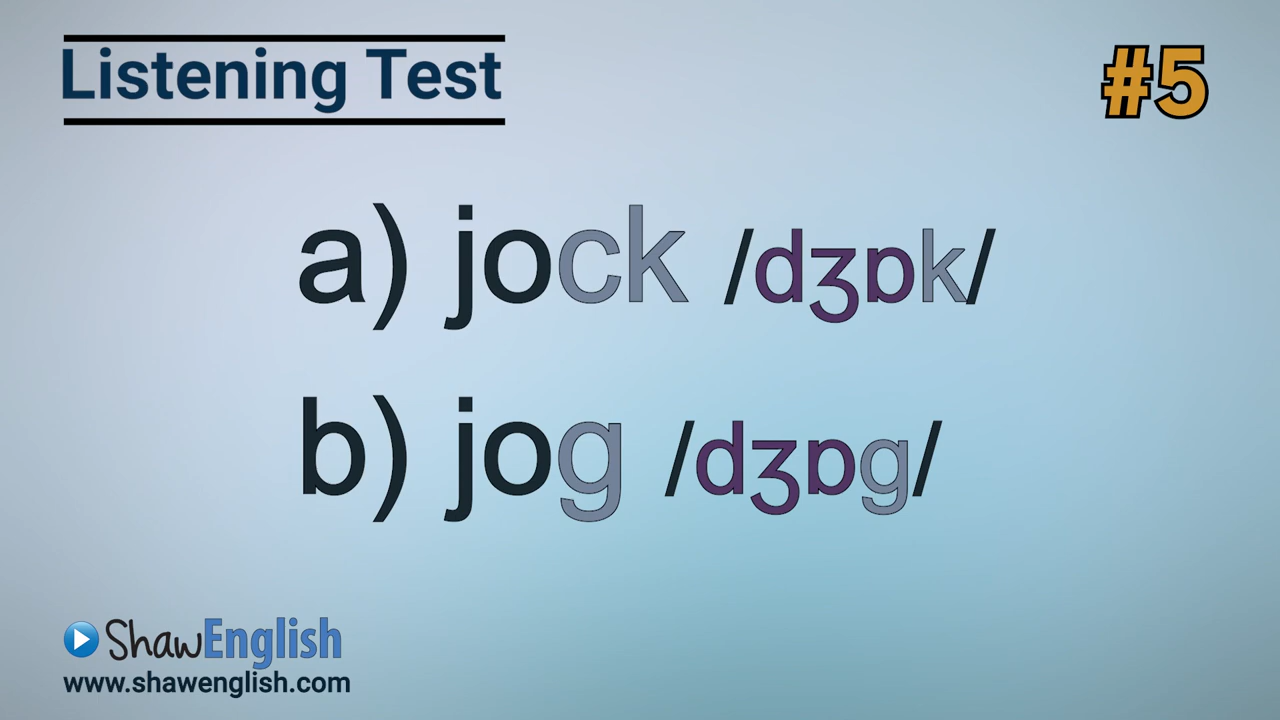 Listening Test
#5
a) jock /dʒɒk/
b) jog /dʒɒg/
ShawEnglish
www.shawenglish.com